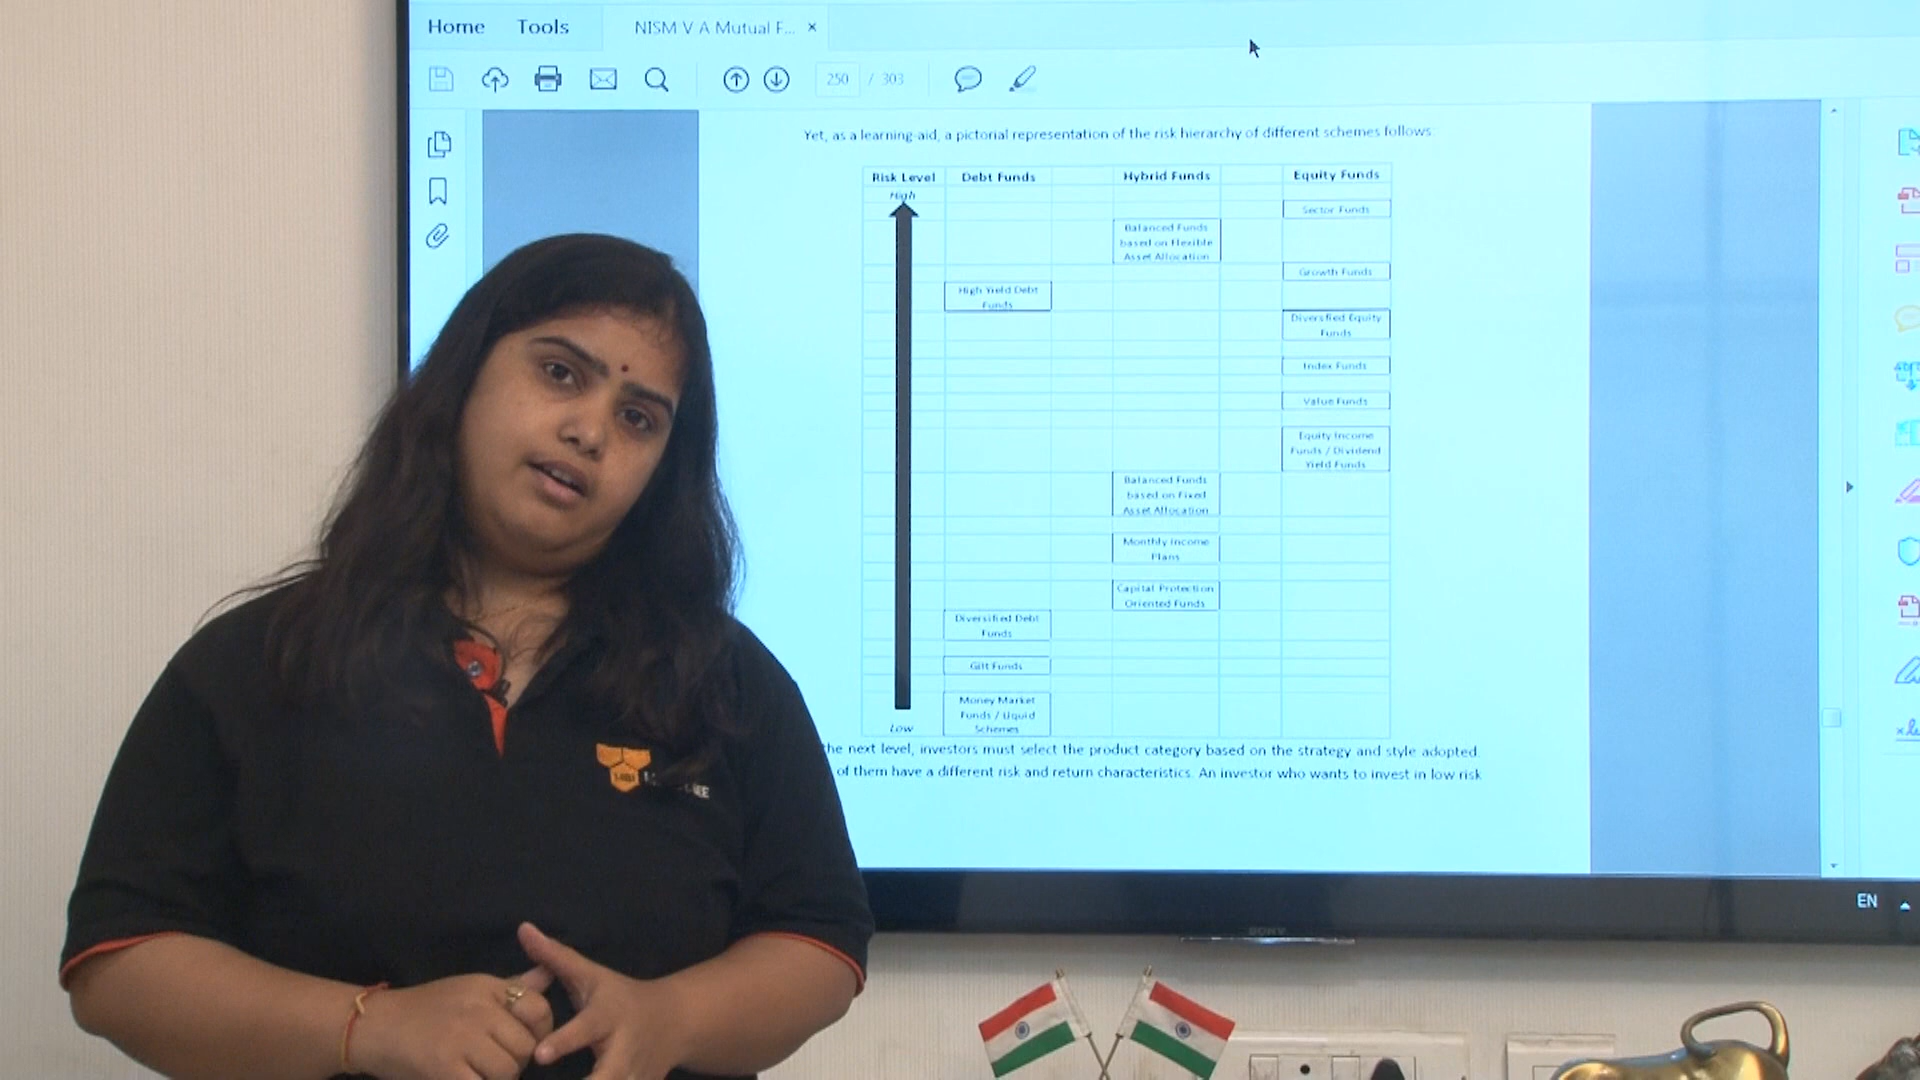 Home Tools NISM V A Mutual F... ×
250 / 303
Yet, as a learning-aid, a pictorial representation of the risk hierarchy of different schemes follows:
Risk Level Debt Funds Hybrid Funds Equity Funds
High
Sector Funds
Balanced Funds
based on Flexible
Asset Allocation
Growth Funds
High Yield Debt
Funds
Diversified Equity
Funds
Index Funds
Value Funds
Equity Income
Funds / Dividend
Yield Funds
Balanced Funds
based on Fixed
Asset Allocation
Monthly Income
Plans
Capital Protection
Oriented Funds
Diversified Debt
Funds
Gilt Funds
Money Market
Funds / Liquid
Schemes
Low
the next level, investors must select the product category based on the strategy and style adopted.
of them have a different risk and return characteristics. An investor who wants to invest in low risk
EN
SONY